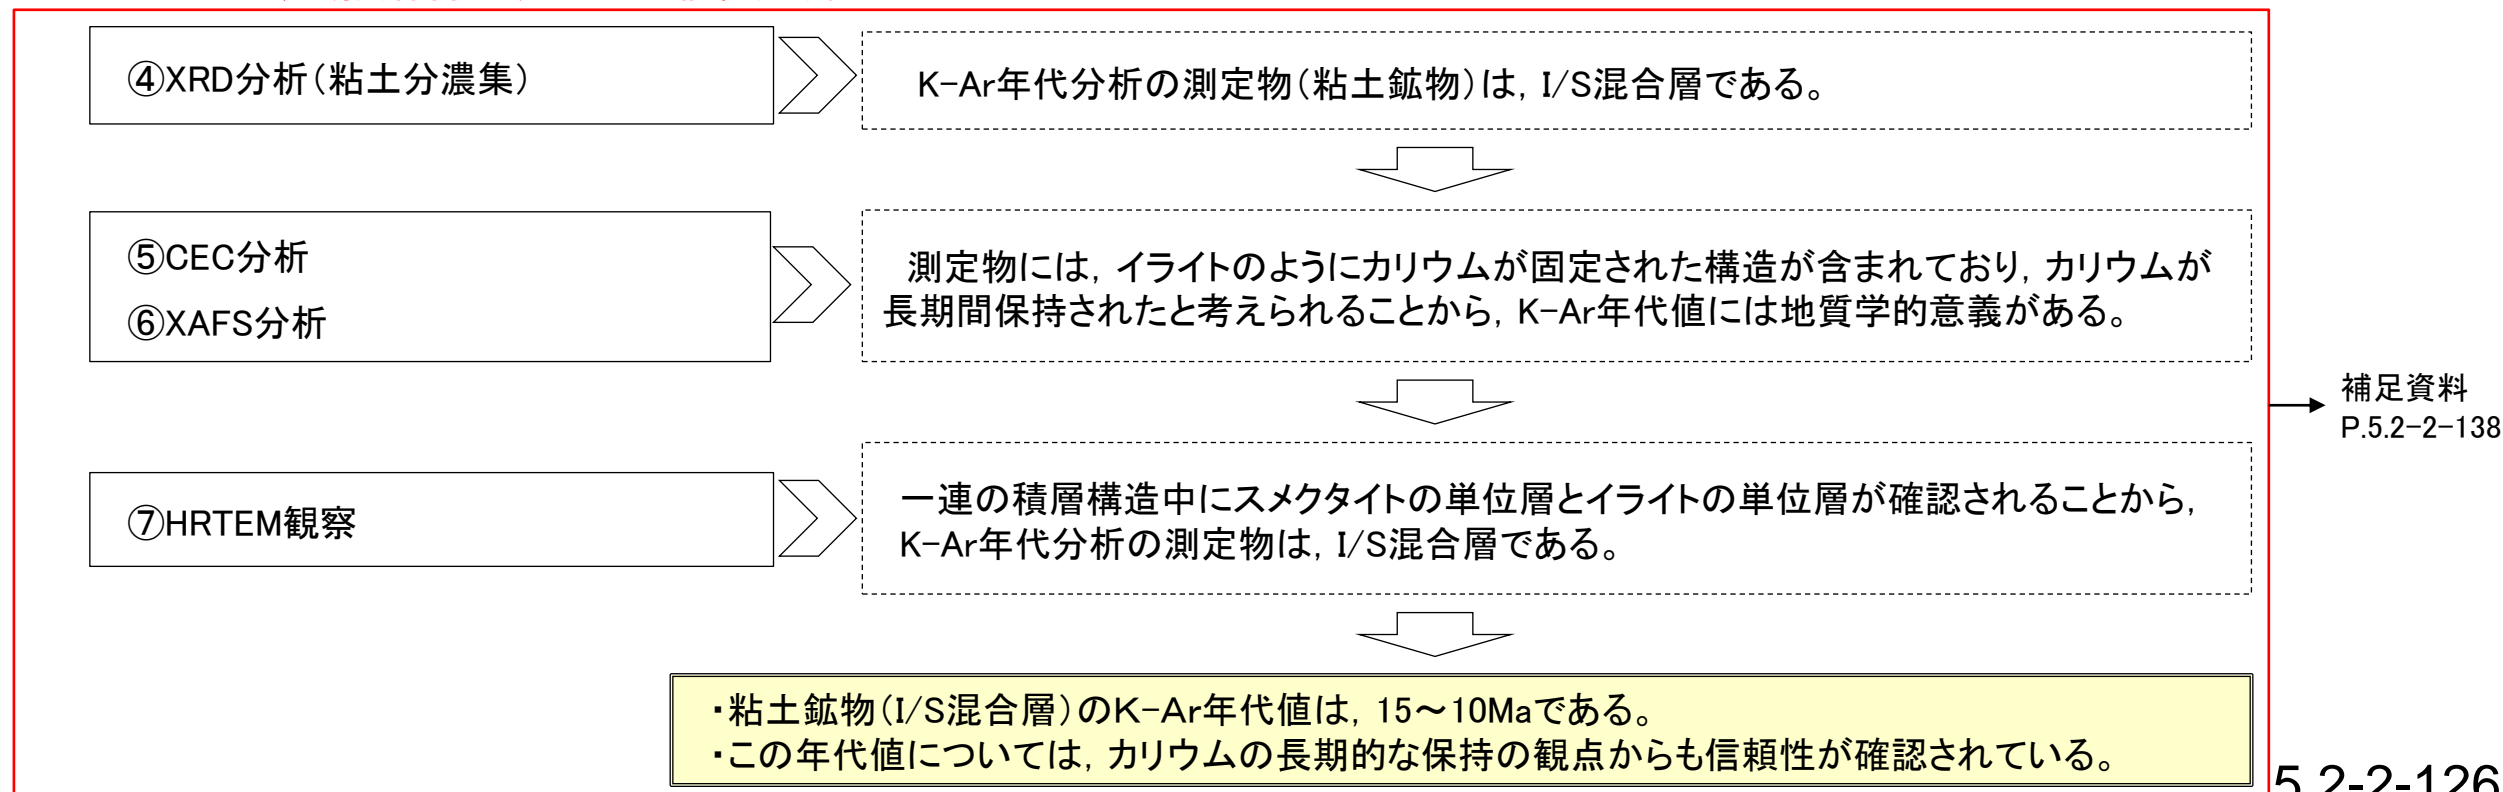 ④XRD分析(粘土分濃集)
K-Ar年代分析の測定物(粘土鉱物)は, I/S混合層である。
⑤CEC分析
⑥XAFS分析
測定物には, イライトのようにカリウムが固定された構造が含まれており, カリウムが
長期間保持されたと考えられることから, K-Ar年代値には地質学的意義がある。
補足資料
P.5.2-2-138
⑦HRTEM観察
一連の積層構造中にスメクタイトの単位層とイライトの単位層が確認されることから,
K-Ar年代分析の測定物は, I/S混合層である。
・粘土鉱物(I/S混合層)のK-Ar年代値は, 15～10Maである。
・この年代値については, カリウムの長期的な保持の観点からも信頼性が確認されている。
5.2-2-126